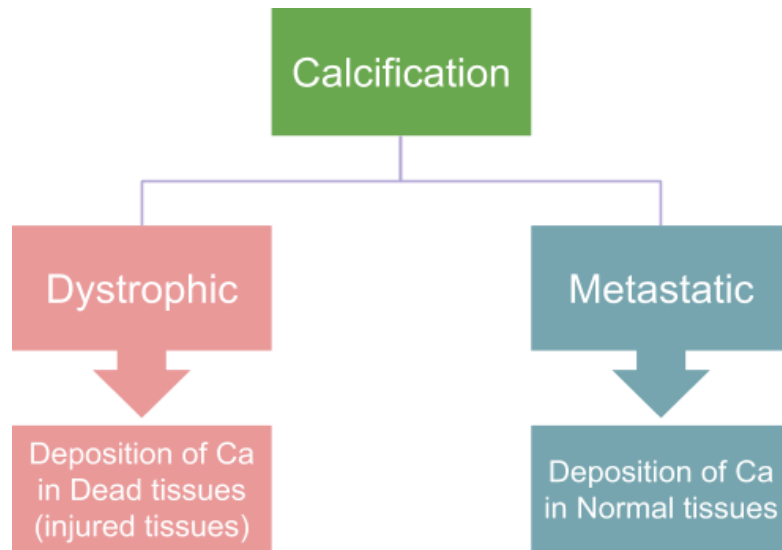 Calcification
Dystrophic
Metastatic
Deposition of Ca
in Dead tissues
(injured tissues)
Deposition of Ca
in Normal tissues